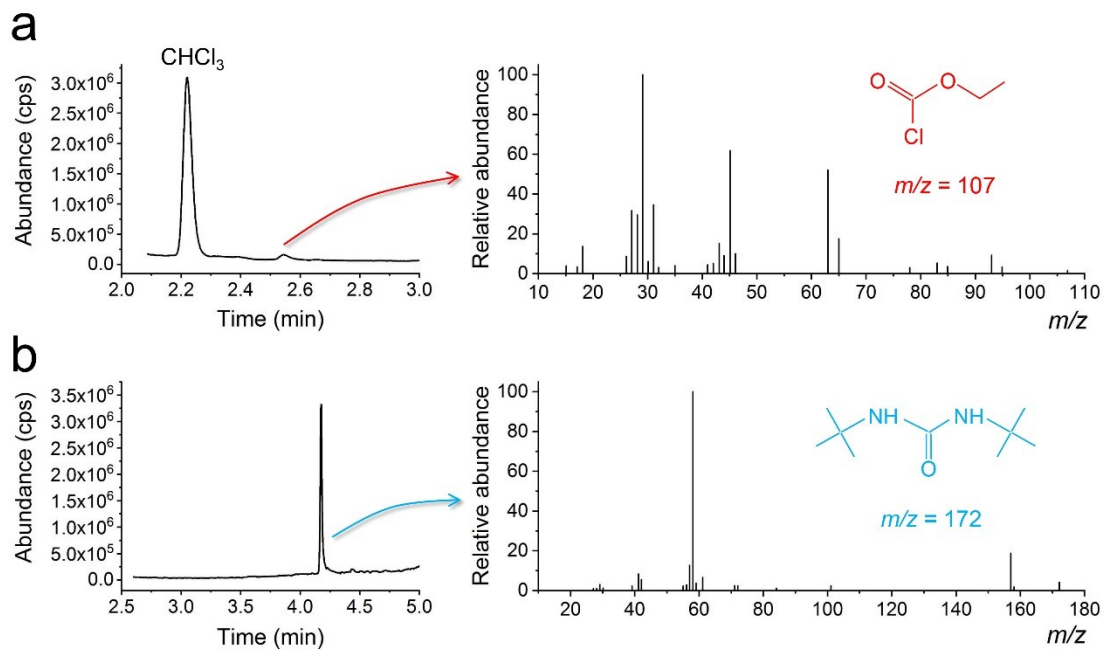 a
CHCl3
Abundance (cps)
3.0x10^6
2.5x10^6
2.0x10^6
1.5x10^6
1.0x10^6
5.0x10^5
0.0
2.0 2.2 2.4 2.6 2.8 3.0
Time (min)
Relative abundance
100
80
60
40
20
0
10 20 30 40 50 60 70 80 90 100 110
m/z
O
O
Cl
m/z = 107
b
Abundance (cps)
3.5x10^6
3.0x10^6
2.5x10^6
2.0x10^6
1.5x10^6
1.0x10^6
5.0x10^5
0.0
2.5 3.0 3.5 4.0 4.5 5.0
Time (min)
Relative abundance
100
80
60
40
20
0
20 40 60 80 100 120 140 160 180
m/z
NH NH
O
m/z = 172